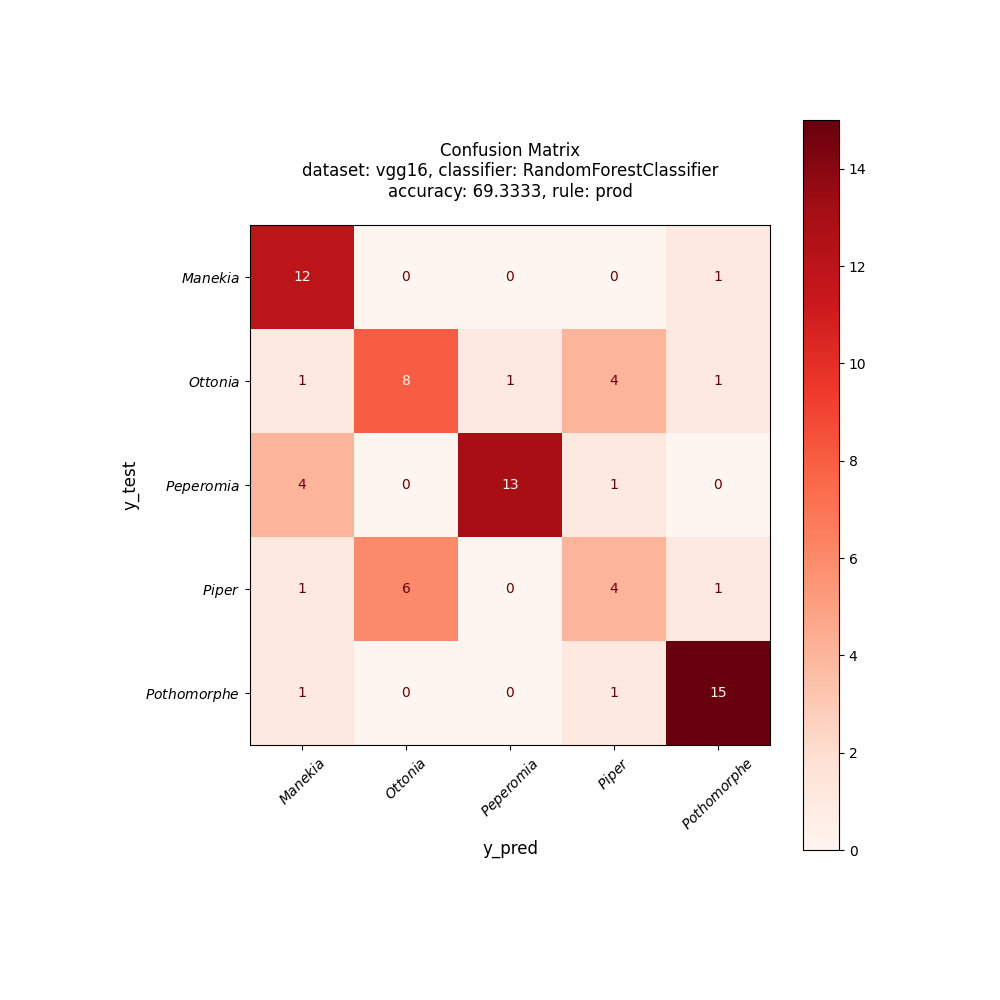 Confusion Matrix
dataset: vgg16, classifier: RandomForestClassifier
accuracy: 69.3333, rule: prod
Manekia 12 0 0 0 1
Ottonia 1 8 1 4 1
Peperomia 4 0 13 1 0
Piper 1 6 0 4 1
Pothomorphe 1 0 0 1 15
Manekia Ottonia Peperomia Piper Pothomorphe
y_test
y_pred
14
12
10
8
6
4
2
0